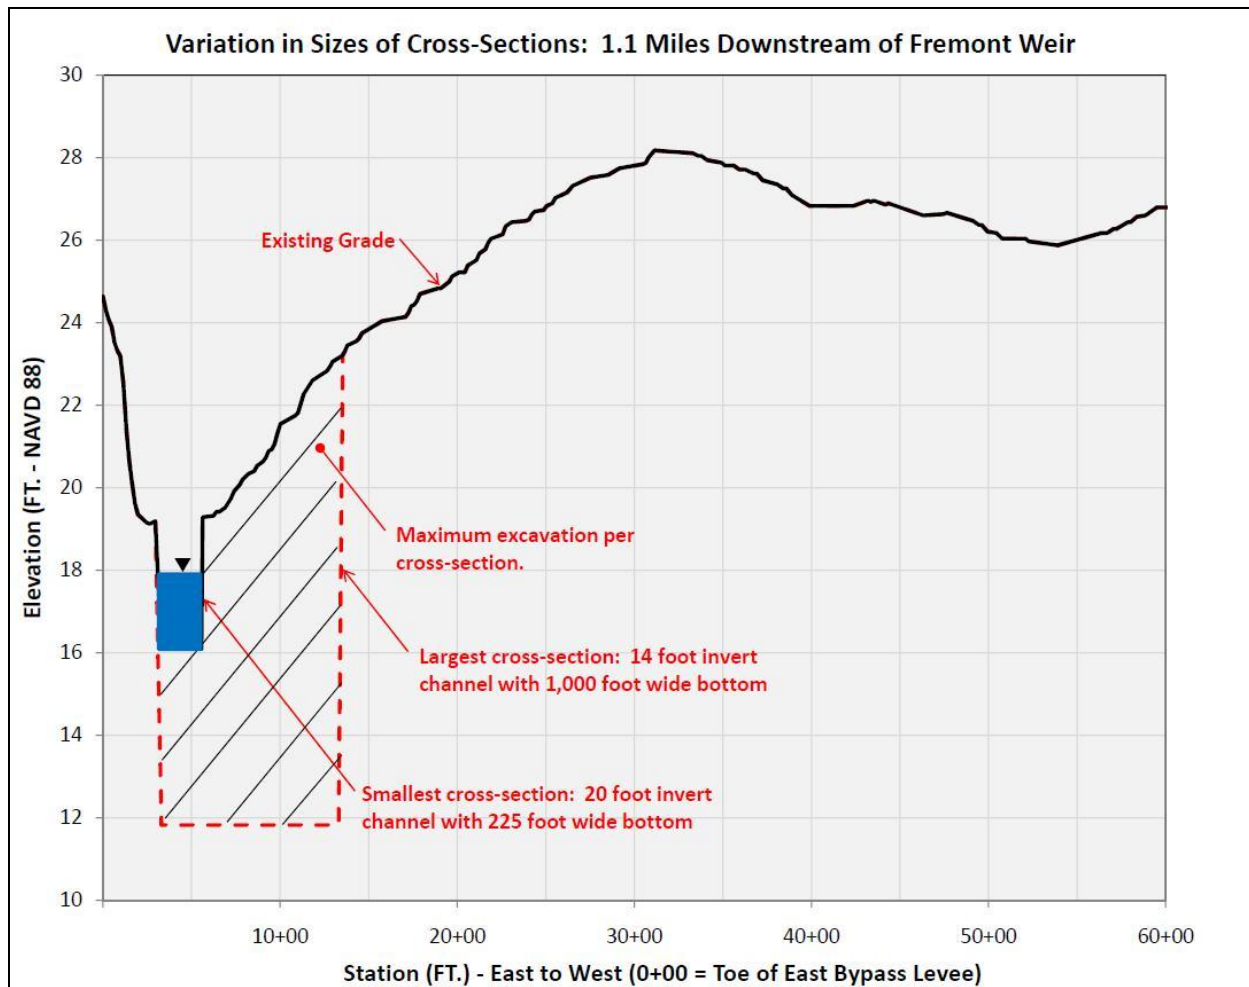 Variation in Sizes of Cross-Sections: 1.1 Miles Downstream of Fremont Weir
30
28
26
24
22
20
18
16
14
12
10
Elevation (FT. - NAVD 88)
Existing Grade
Maximum excavation per
cross-section.
Largest cross-section: 14 foot invert
channel with 1,000 foot wide bottom
Smallest cross-section: 20 foot invert
channel with 225 foot wide bottom
10+00
20+00
30+00
40+00
50+00
60+00
Station (FT.) - East to West (0+00 = Toe of East Bypass Levee)